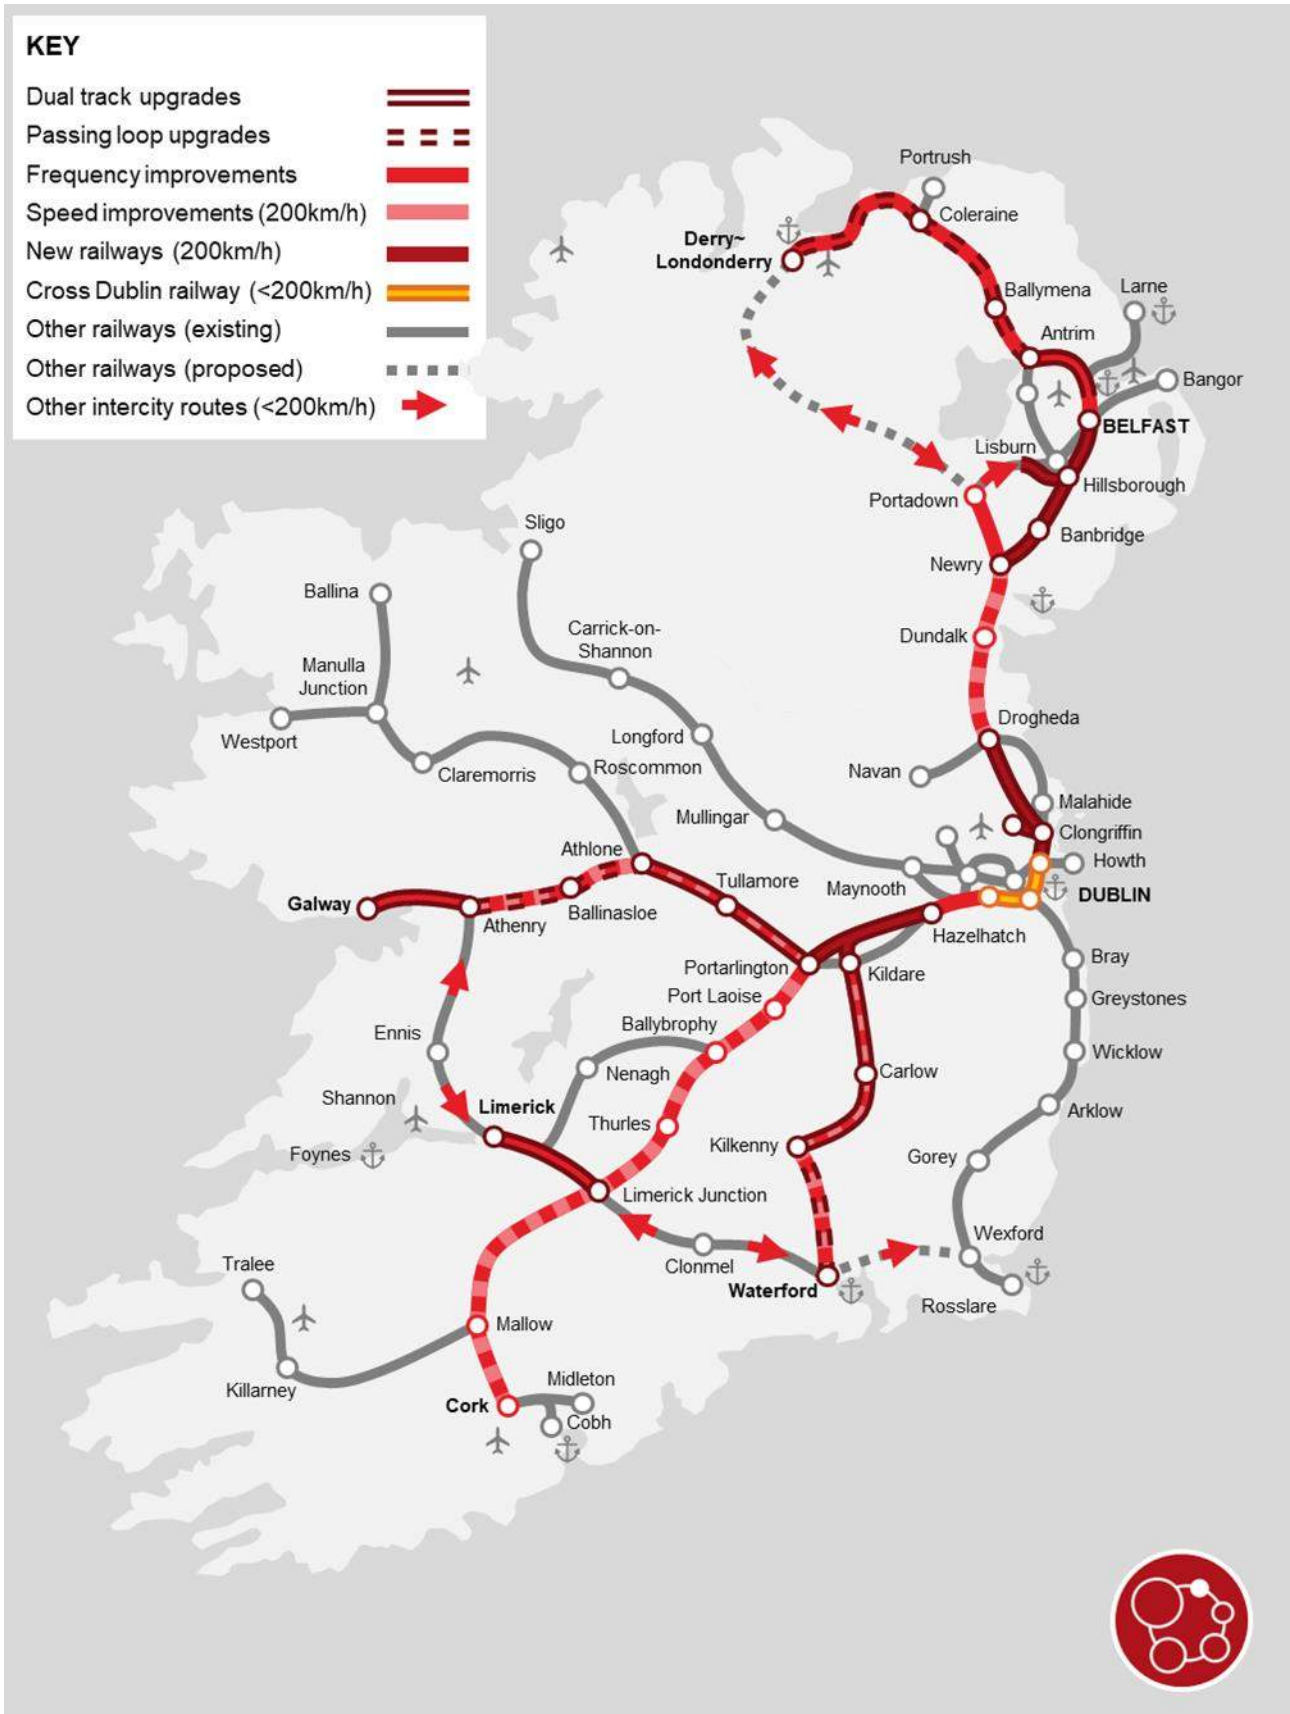 KEY
Dual track upgrades
Passing loop upgrades
Frequency improvements
Speed improvements (200km/h)
New railways (200km/h)
Cross Dublin railway (<200km/h)
Other railways (existing)
Other railways (proposed)
Other intercity routes (<200km/h)
Portrush
Coleraine
Derry~
Londonderry
Ballymena
Larne
Antrim
Bangor
BELFAST
Lisburn
Hillsborough
Portadown
Banbridge
Newry
Sligo
Ballina
Dundalk
Carrick-on-
Shannon
Manulla
Junction
Drogheda
Westport
Longford
Claremorris
Roscommon
Navan
Malahide
Mullingar
Clongriffin
Athlone
Howth
Tullamore
Maynooth
DUBLIN
Galway
Ballinasloe
Athenry
Hazelhatch
Bray
Portarlington
Kildare
Port Laoise
Greystones
Ballybrophy
Ennis
Wicklow
Nenagh
Carlow
Shannon
Limerick
Arklow
Thurles
Kilkenny
Foynes
Gorey
Limerick Junction
Wexford
Tralee
Clonmel
Waterford
Rosslare
Mallow
Midleton
Killarney
Cork
Cobh